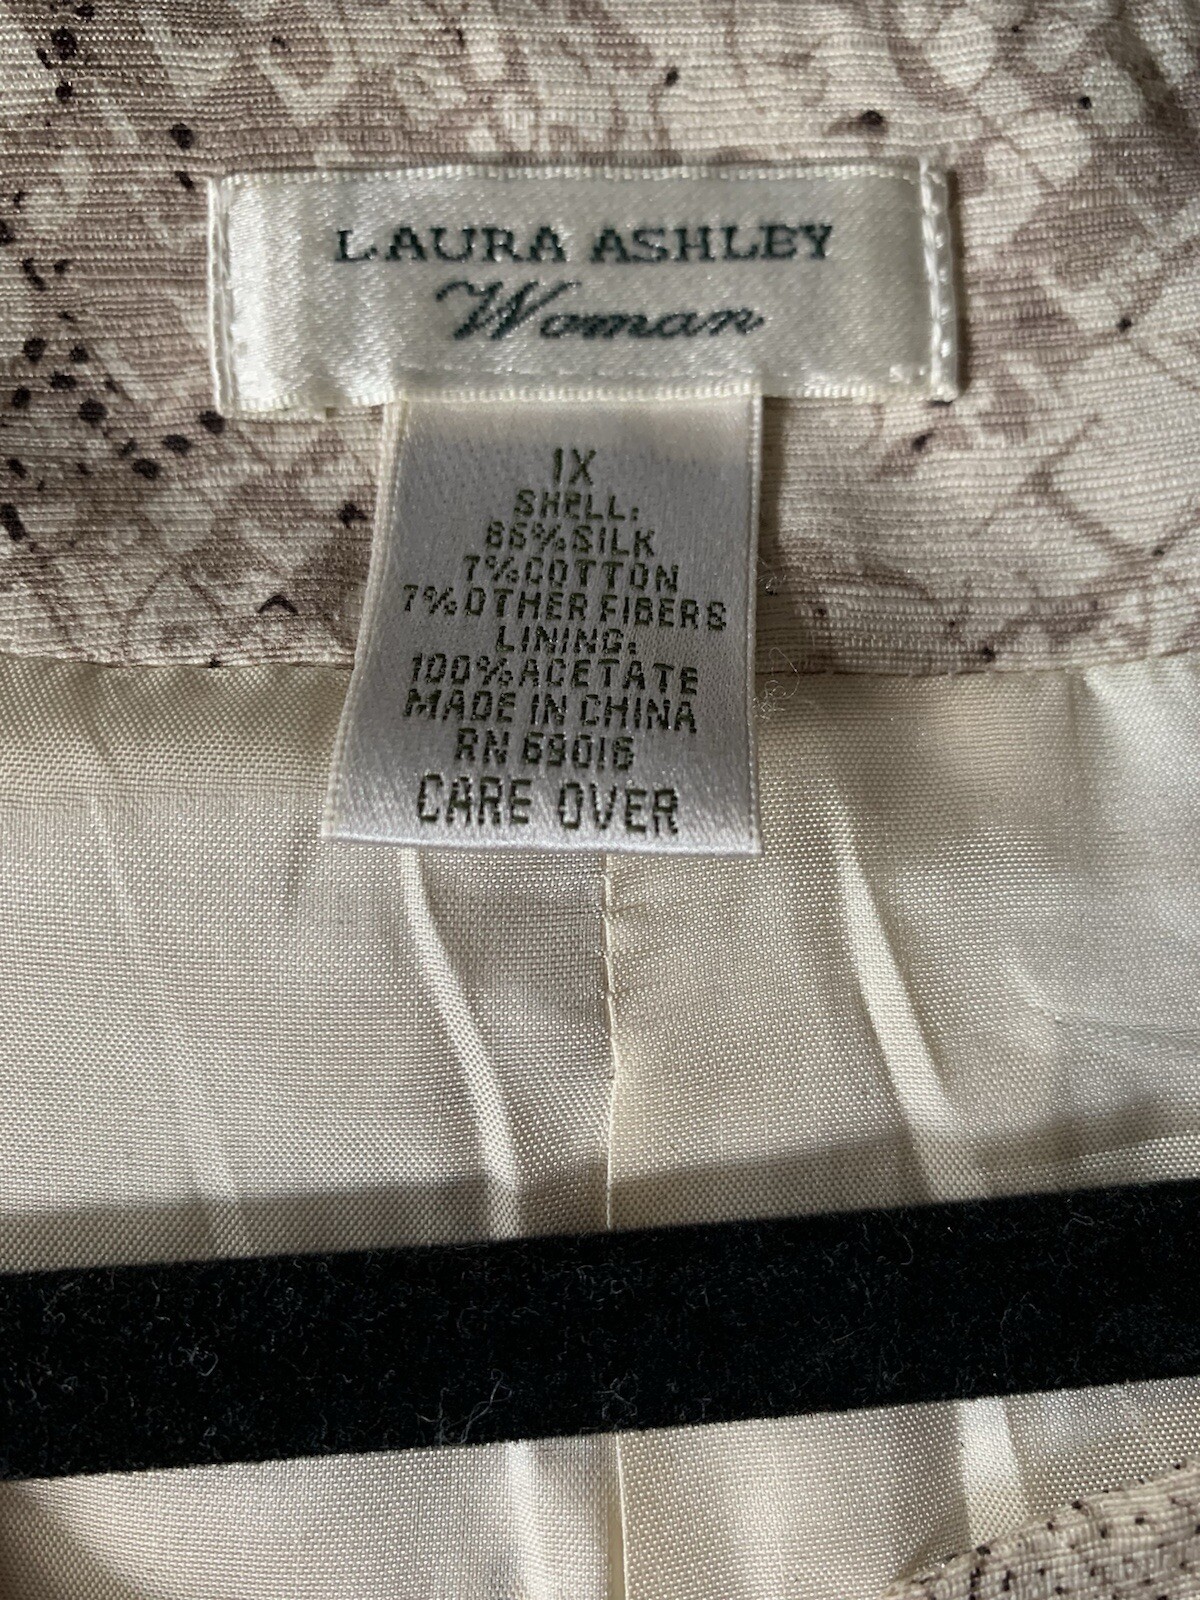 LAURA ASHLEY
Woman
1X
SHELL:
86%SILK
7%COTTON
7%OTHER FIBERS
LINING:
100%ACETATE
MADE IN CHINA
RN 69016
CARE OVER